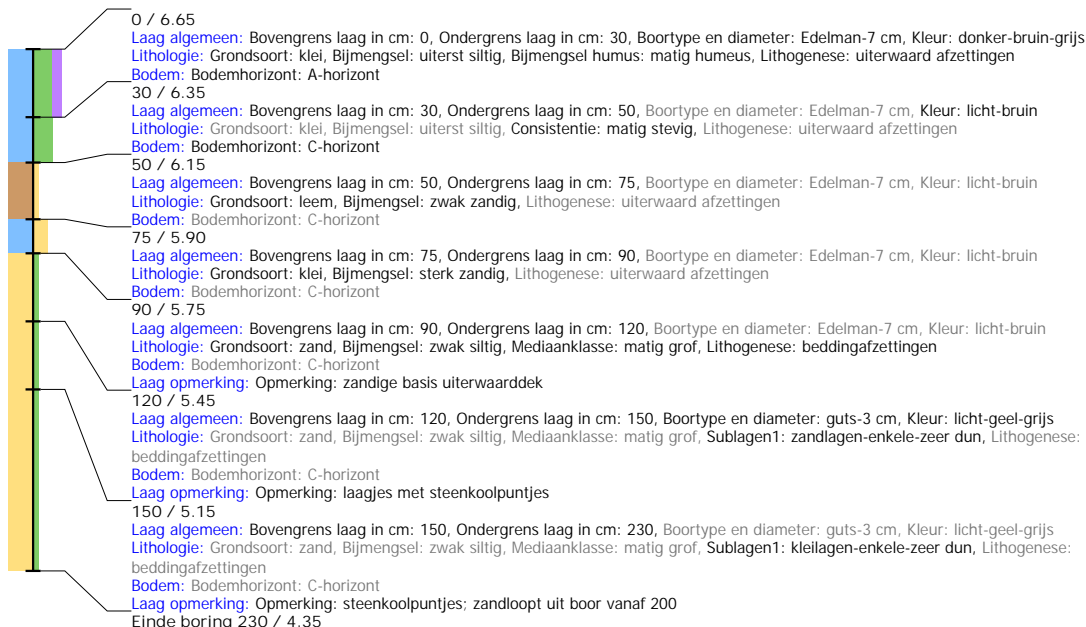 0 / 6.65
Laag algemeen: Bovengrens laag in cm: 0, Ondergrens laag in cm: 30, Boortype en diameter: Edelman-7 cm, Kleur: donker-bruin-grijs
Lithologie: Grondsoort: klei, Bijmengsel: uiterst siltig, Bijmengsel humus: matig humeus, Lithogenese: uiterwaard afzettingen
Bodem: Bodemhorizont: A-horizont
30 / 6.35
Laag algemeen: Bovengrens laag in cm: 30, Ondergrens laag in cm: 50, Boortype en diameter: Edelman-7 cm, Kleur: licht-bruin
Lithologie: Grondsoort: klei, Bijmengsel: uiterst siltig, Consistentie: matig stevig, Lithogenese: uiterwaard afzettingen
Bodem: Bodemhorizont: C-horizont
50 / 6.15
Laag algemeen: Bovengrens laag in cm: 50, Ondergrens laag in cm: 75, Boortype en diameter: Edelman-7 cm, Kleur: licht-bruin
Lithologie: Grondsoort: leem, Bijmengsel: zwak zandig, Lithogenese: uiterwaard afzettingen
Bodem: Bodemhorizont: C-horizont
75 / 5.90
Laag algemeen: Bovengrens laag in cm: 75, Ondergrens laag in cm: 90, Boortype en diameter: Edelman-7 cm, Kleur: licht-bruin
Lithologie: Grondsoort: klei, Bijmengsel: sterk zandig, Lithogenese: uiterwaard afzettingen
Bodem: Bodemhorizont: C-horizont
90 / 5.75
Laag algemeen: Bovengrens laag in cm: 90, Ondergrens laag in cm: 120, Boortype en diameter: Edelman-7 cm, Kleur: licht-bruin
Lithologie: Grondsoort: zand, Bijmengsel: zwak siltig, Mediaanklasse: matig grof, Lithogenese: beddingafzettingen
Bodem: Bodemhorizont: C-horizont
Laag opmerking: Opmerking: zandige basis uiterwaarddek
120 / 5.45
Laag algemeen: Bovengrens laag in cm: 120, Ondergrens laag in cm: 150, Boortype en diameter: guts-3 cm, Kleur: licht-geel-grijs
Lithologie: Grondsoort: zand, Bijmengsel: zwak siltig, Mediaanklasse: matig grof, Sublagen1: zandlagen-enkele-zeer dun, Lithogenese:
beddingafzettingen
Bodem: Bodemhorizont: C-horizont
Laag opmerking: Opmerking: laagjes met steenkoolpuntjes
150 / 5.15
Laag algemeen: Bovengrens laag in cm: 150, Ondergrens laag in cm: 230, Boortype en diameter: guts-3 cm, Kleur: licht-geel-grijs
Lithologie: Grondsoort: zand, Bijmengsel: zwak siltig, Mediaanklasse: matig grof, Sublagen1: kleilagen-enkele-zeer dun, Lithogenese:
beddingafzettingen
Bodem: Bodemhorizont: C-horizont
Laag opmerking: Opmerking: steenkoolpuntjes; zandloopt uit boor vanaf 200
Einde boring 230 / 4.35